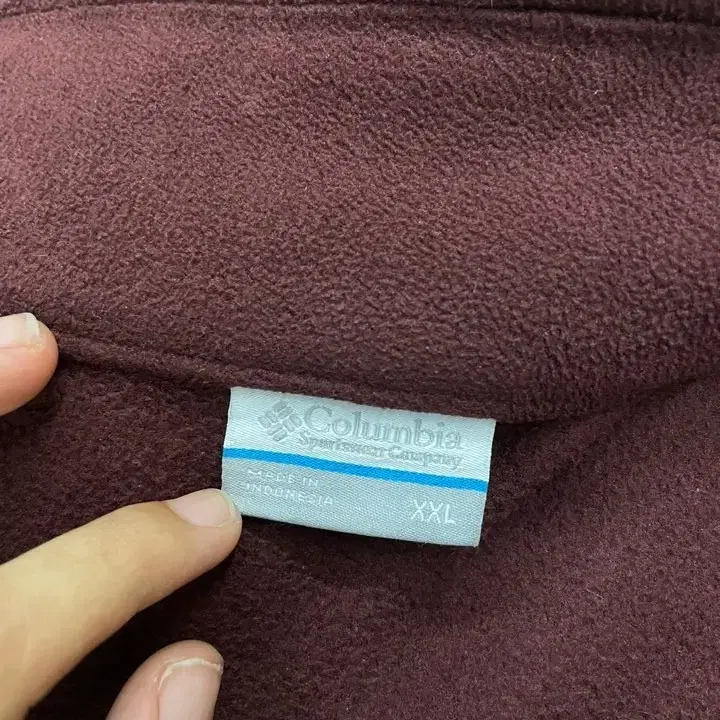 Columbia
Sportswear Company
MADE IN
INDONESIA
XXL